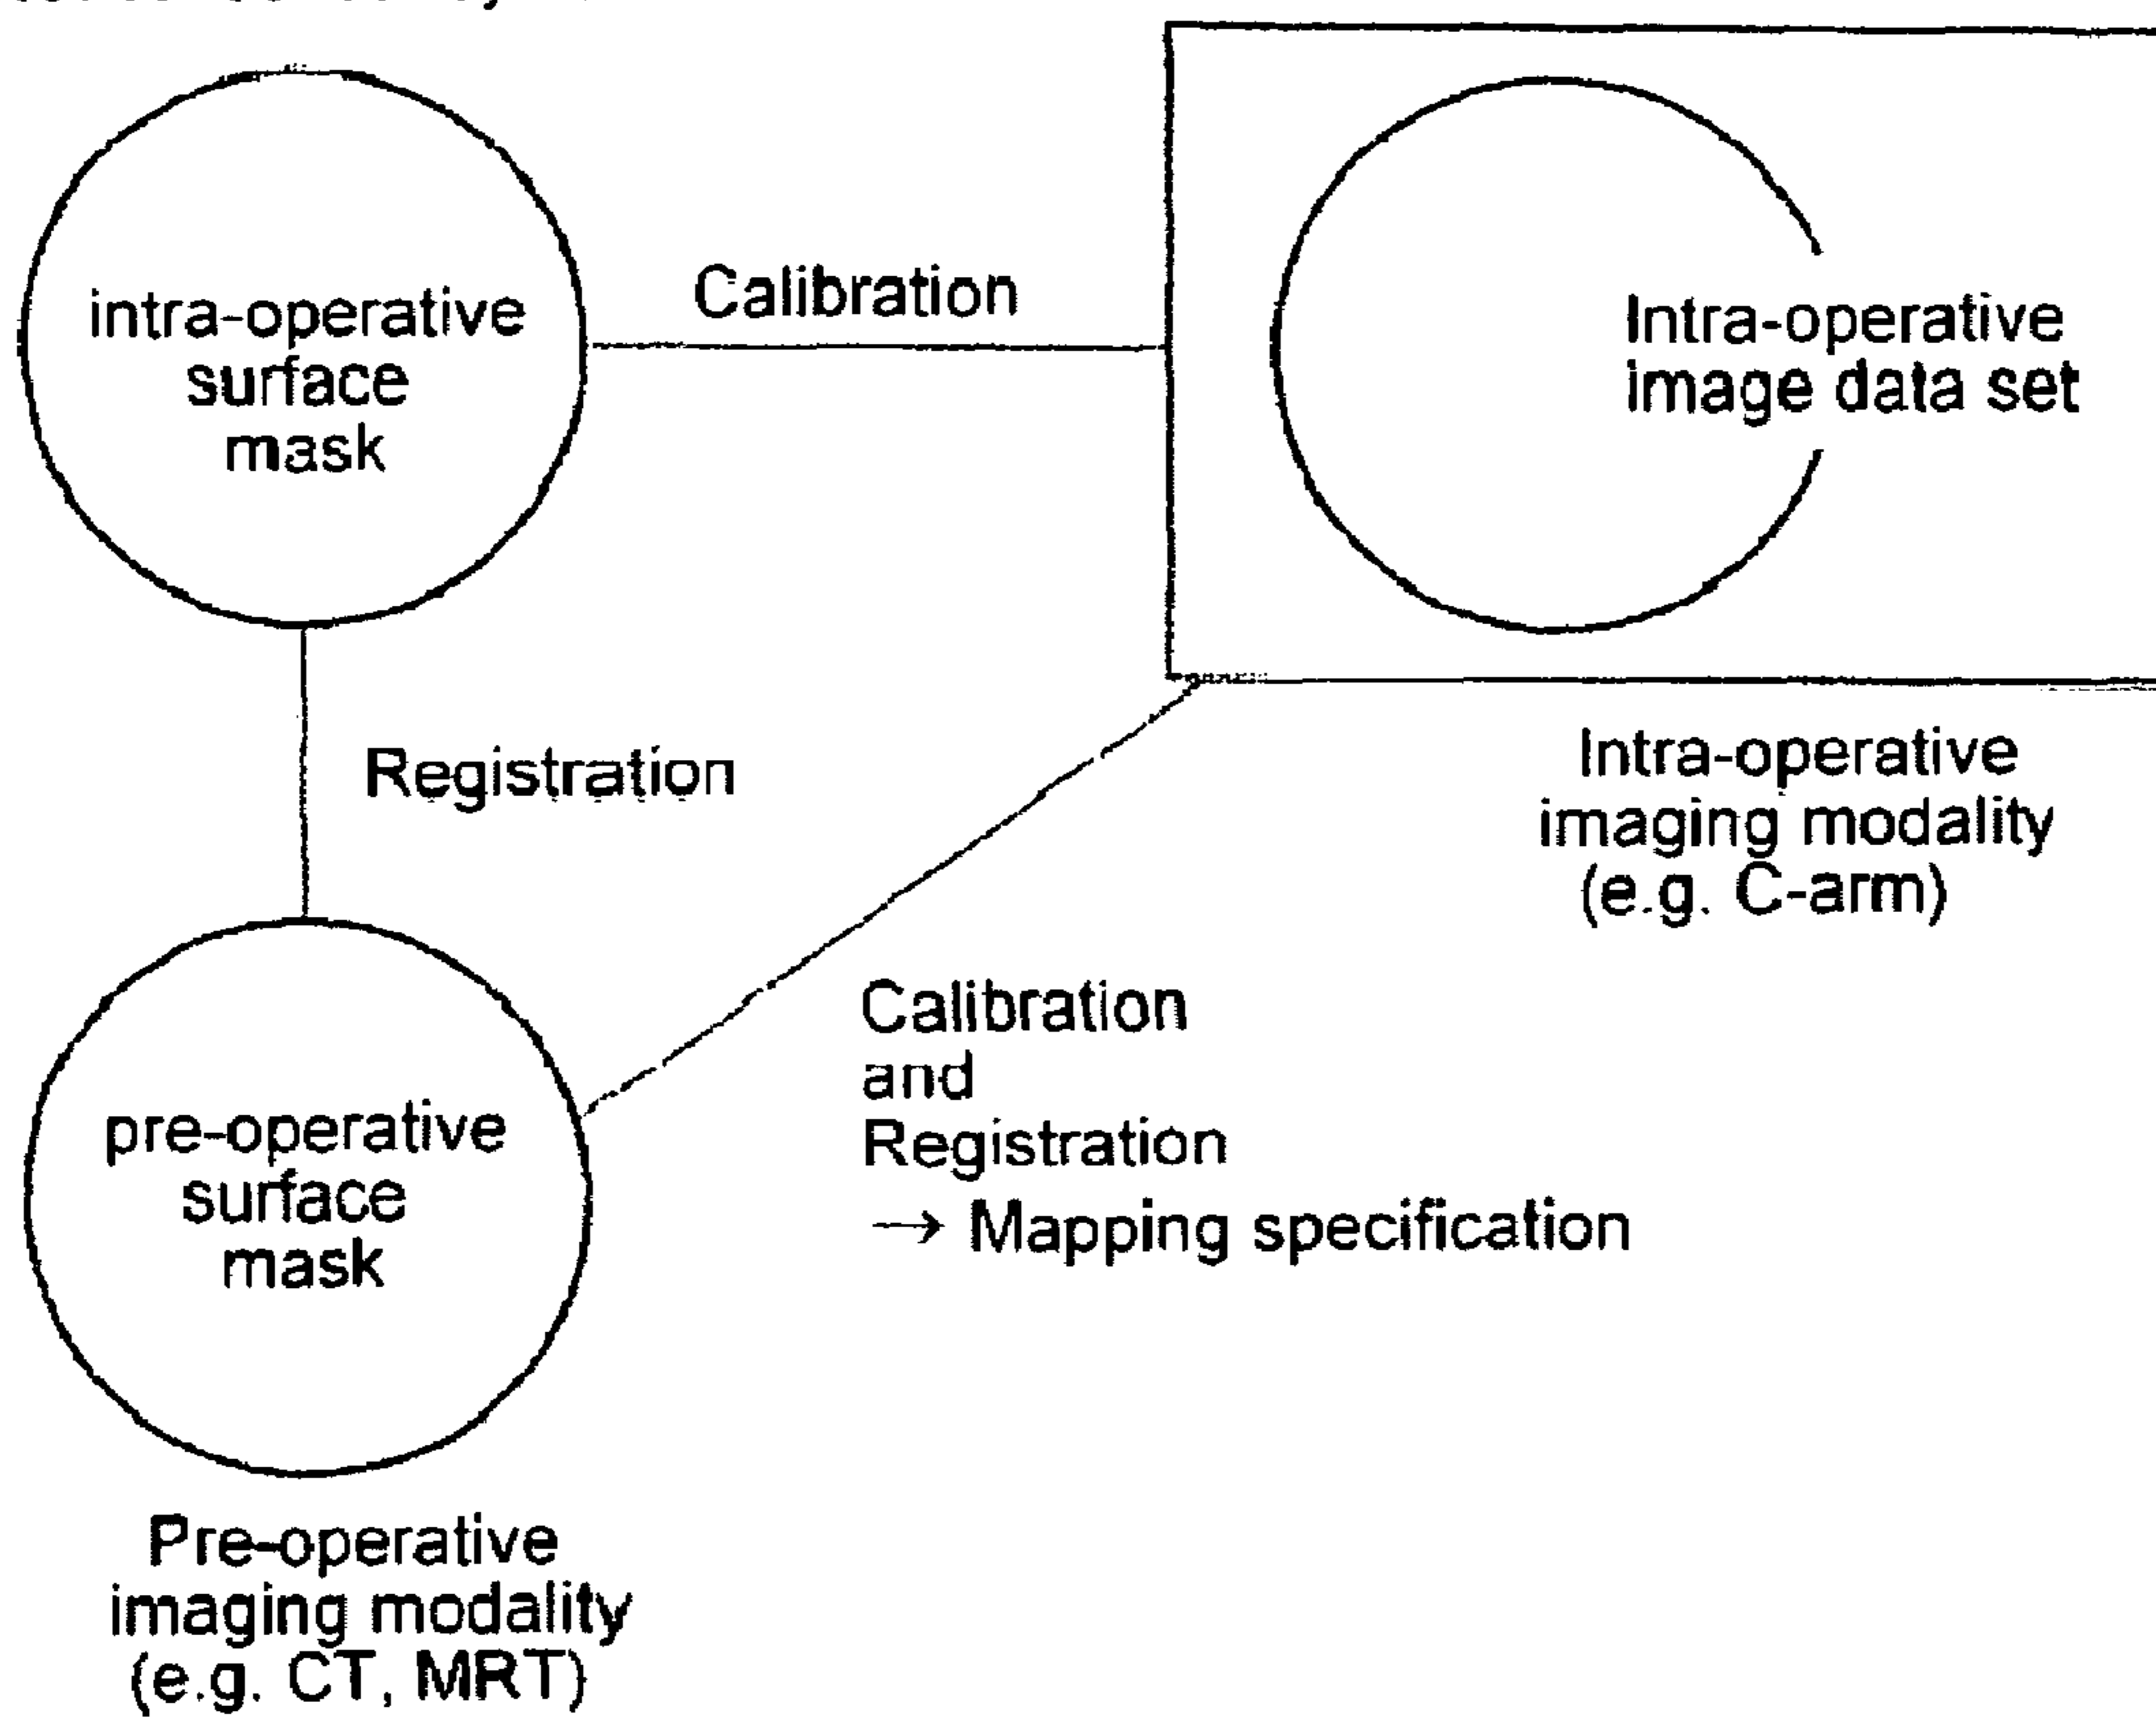 intra-operative
surface
mask
Calibration
Intra-operative
image data set
Registration
Intra-operative
imaging modality
(e.g. C-arm)
Calibration
and
Registration
→ Mapping specification
pre-operative
surface
mask
Pre-operative
imaging modality
(e.g. CT, MRT)